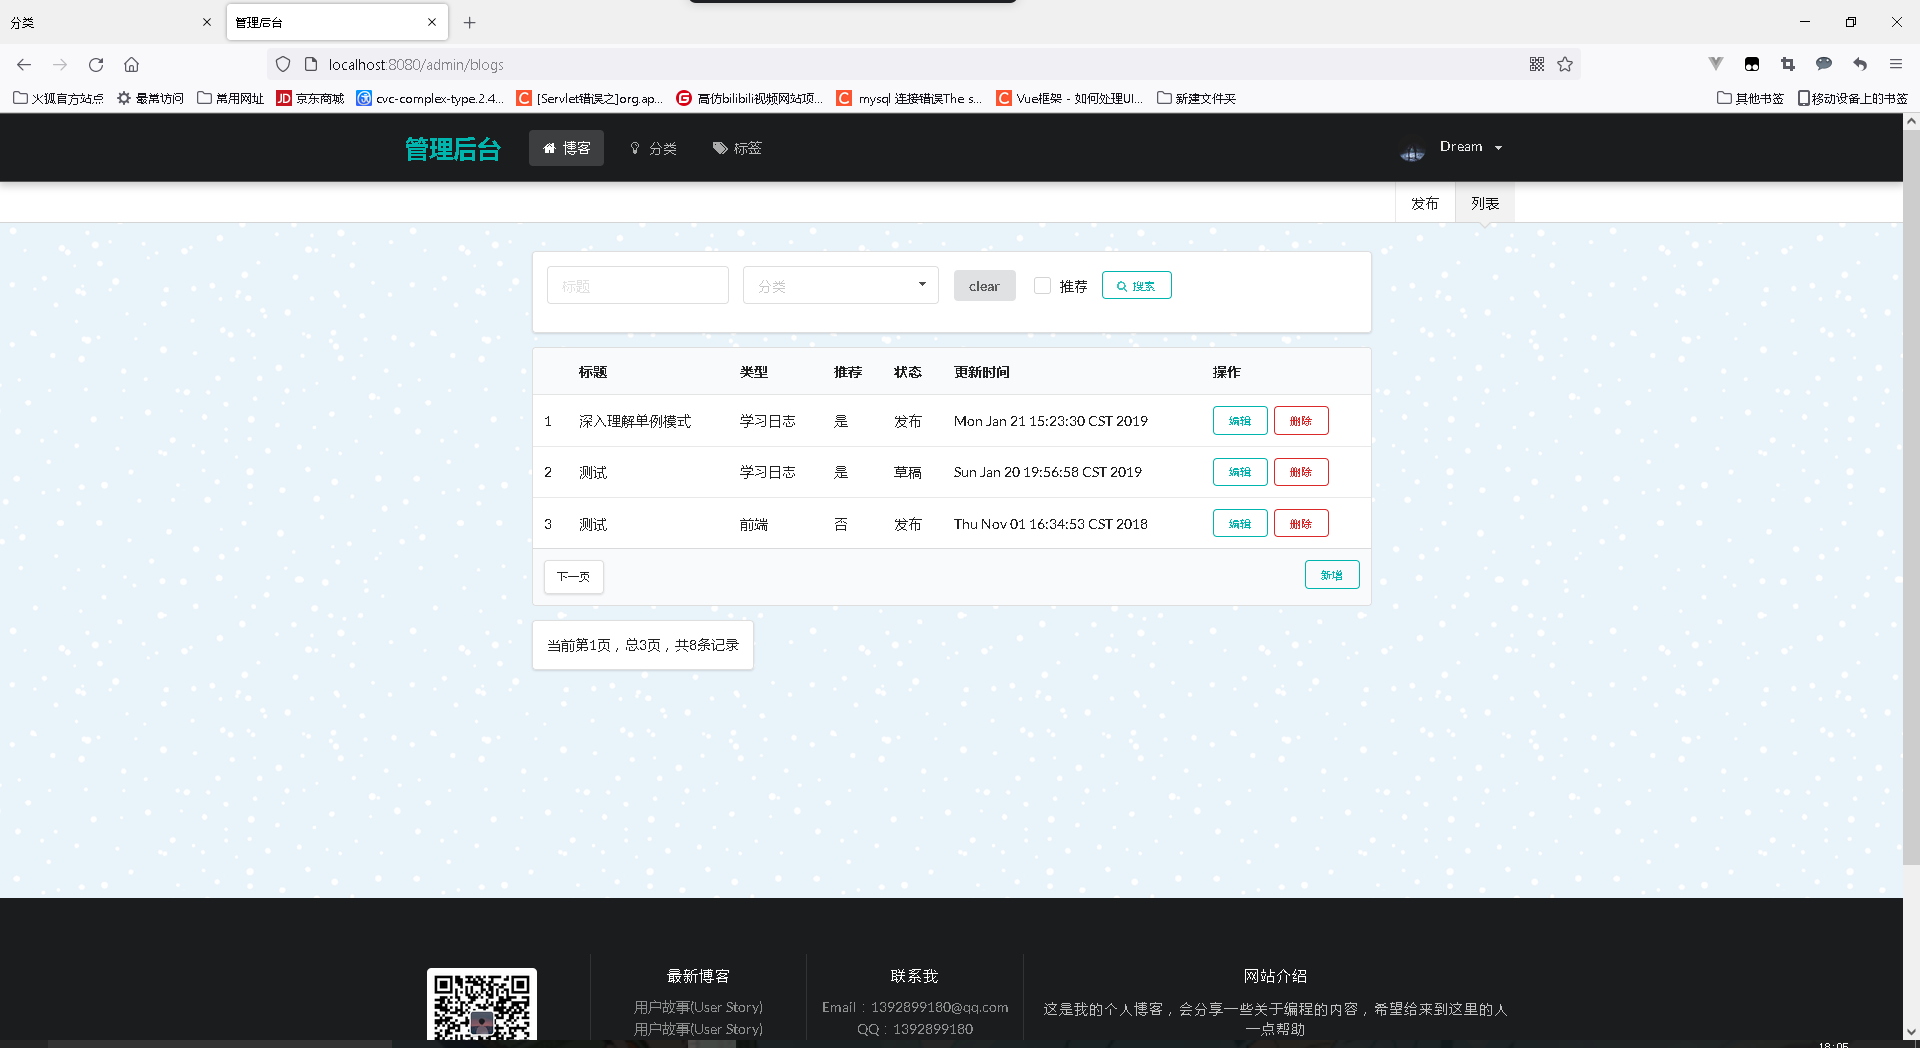 分类
管理后台
localhost:8080/admin/blogs
火狐官方站点 最常访问 常用网址 JD 京东商城 cvc-complex-type.2.4... C [Servlet错误之]org.ap... G 高仿bilibili视频网站项... C mysql 连接错误The s... C Vue框架 - 如何处理UI... 新建文件夹 其他书签 移动设备上的书签
管理后台 博客 分类 标签 Dream
发布 列表
标题 分类 clear 推荐 搜索
标题 类型 推荐 状态 更新时间 操作
1 深入理解单例模式 学习日志 是 发布 Mon Jan 21 15:23:30 CST 2019 编辑 删除
2 测试 学习日志 是 草稿 Sun Jan 20 19:56:58 CST 2019 编辑 删除
3 测试 前端 否 发布 Thu Nov 01 16:34:53 CST 2018 编辑 删除
下一页 新增
当前第1页，总3页，共8条记录
最新博客
用户故事(User Story)
用户故事(User Story)
联系我
Email：1392899180@qq.com
QQ：1392899180
网站介绍
这是我的个人博客，会分享一些关于编程的内容，希望给来到这里的人
一点帮助